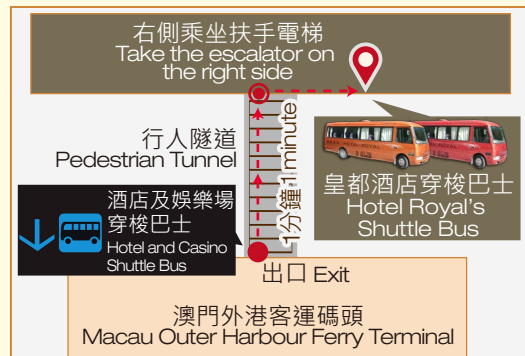 右側乘坐扶手電梯
Take the escalator on
the right side
行人隧道
Pedestrian Tunnel
1分鐘 1 minute
酒店及娛樂場
穿梭巴士
Hotel and Casino
Shuttle Bus
皇都酒店穿梭巴士
Hotel Royal's
Shuttle Bus
出口 Exit
澳門外港客運碼頭
Macau Outer Harbour Ferry Terminal